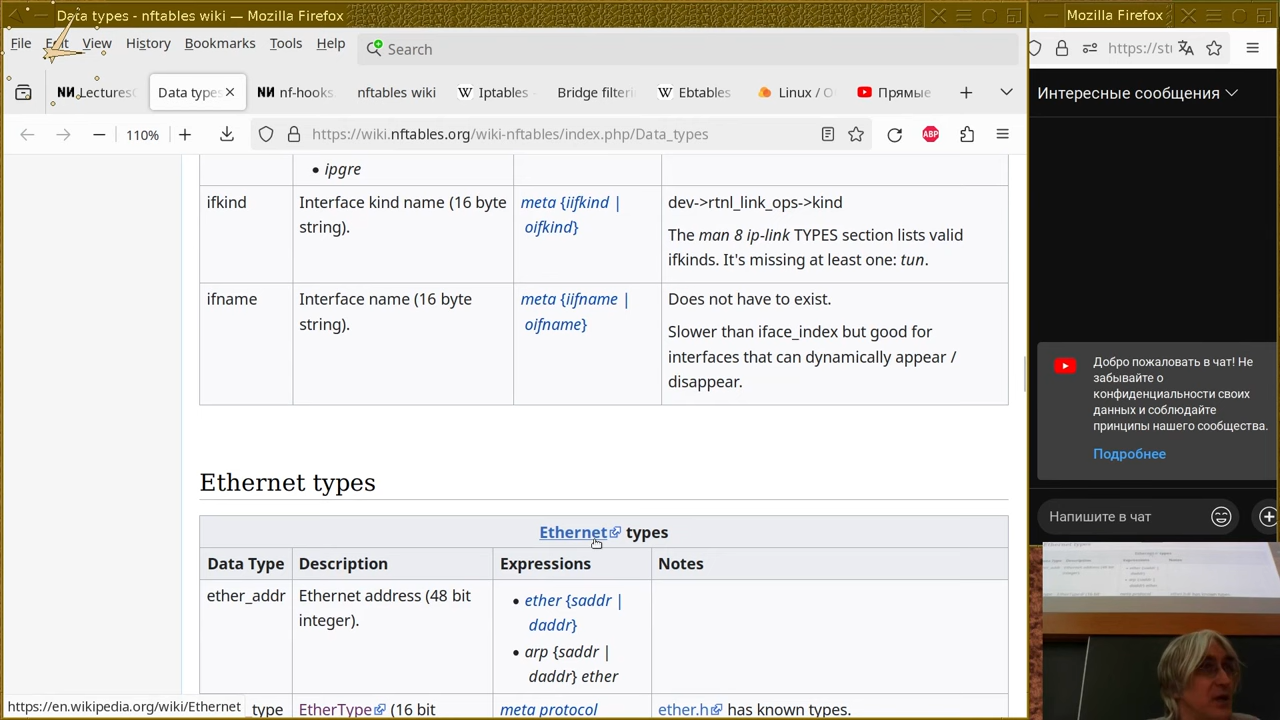 Data types - nftables wiki — Mozilla Firefox
Mozilla Firefox
File Edit View History Bookmarks Tools Help
Search
https://stu
Lectures
Data types
nf-hooks.
nftables wiki
Iptables
Bridge filteri
Ebtables
Linux / O
Прямые
Интересные сообщения
110%
https://wiki.nftables.org/wiki-nftables/index.php/Data_types
ABP
• ipgre
ifkind
Interface kind name (16 byte
string).
meta {iifkind |
oifkind}
dev->rtnl_link_ops->kind
The man 8 ip-link TYPES section lists valid
ifkinds. It's missing at least one: tun.
ifname
Interface name (16 byte
string).
meta {iifname |
oifname}
Does not have to exist.
Slower than iface_index but good for
interfaces that can dynamically appear /
disappear.
Ethernet types
Ethernet types
Data Type Description Expressions Notes
ether_addr
Ethernet address (48 bit
integer).
• ether {saddr |
daddr}
• arp {saddr |
daddr} ether
type
EtherType (16 bit
meta protocol
ether.h has known types.
https://en.wikipedia.org/wiki/Ethernet
Добро пожаловать в чат! Не
забывайте о
конфиденциальности своих
данных и соблюдайте
принципы нашего сообщества.
Подробнее
Напишите в чат